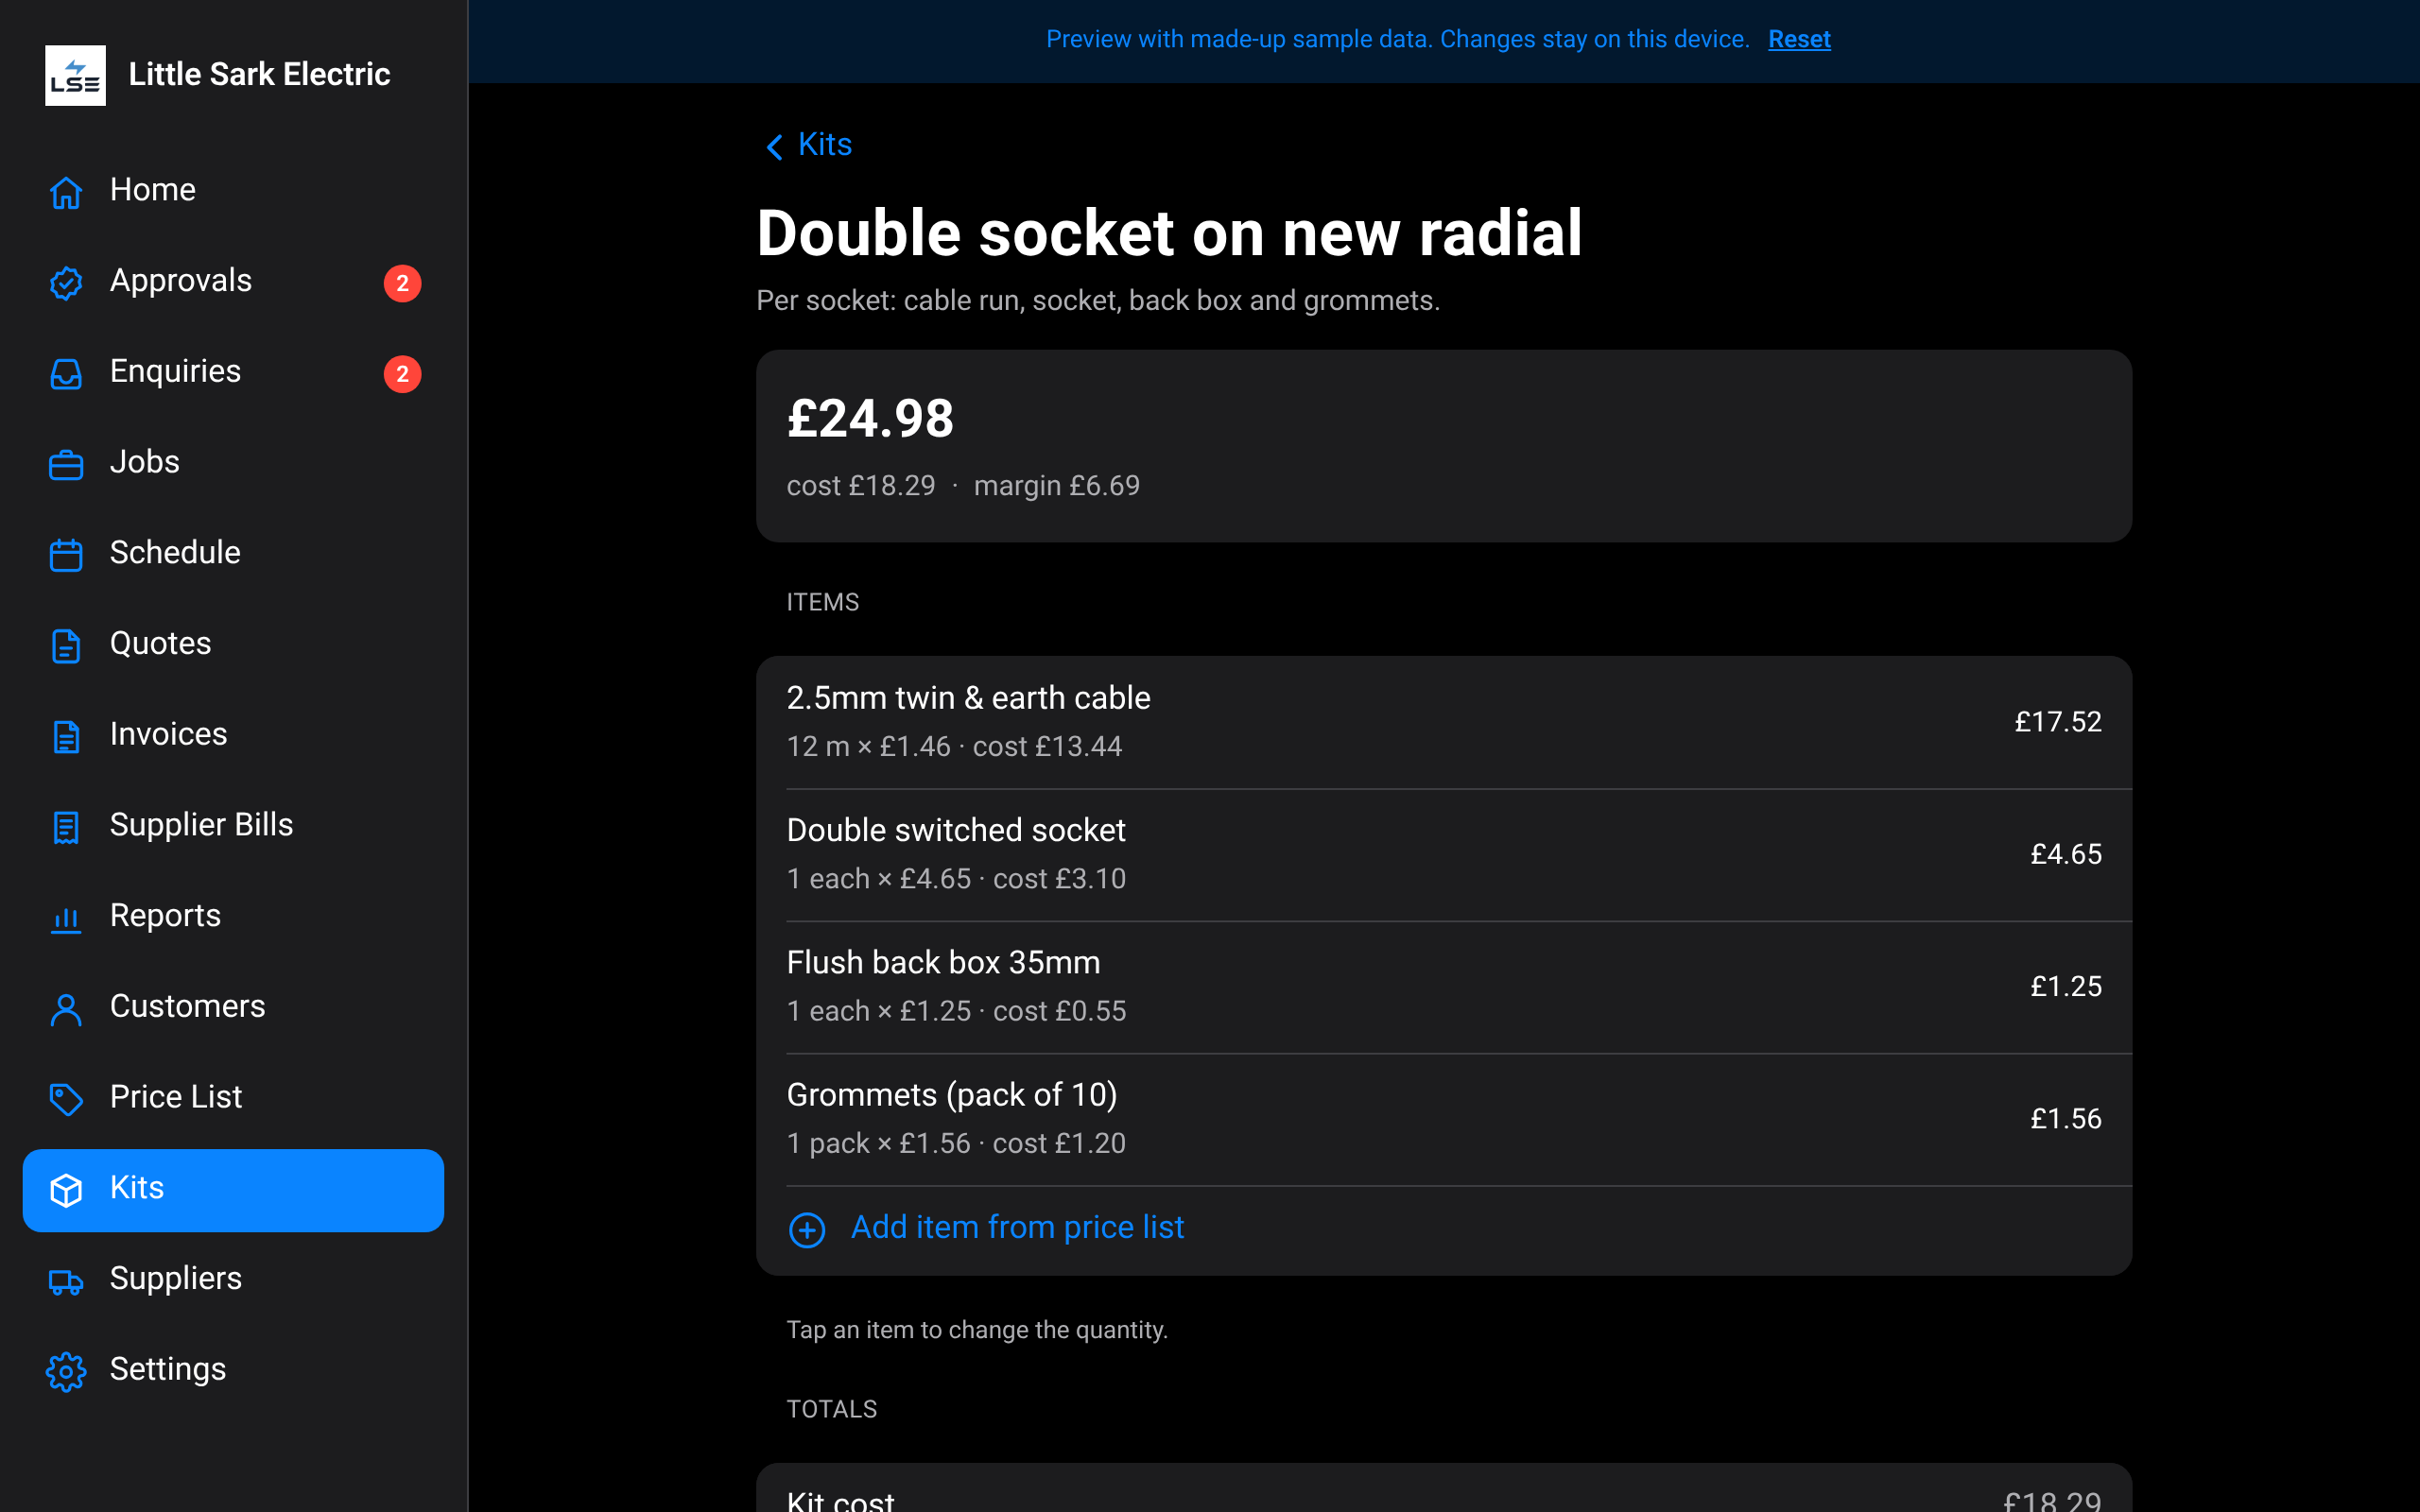 LSE
Little Sark Electric
Home
Approvals 2
Enquiries 2
Jobs
Schedule
Quotes
Invoices
Supplier Bills
Reports
Customers
Price List
Kits
Suppliers
Settings
Preview with made-up sample data. Changes stay on this device. Reset
Kits
Double socket on new radial
Per socket: cable run, socket, back box and grommets.
£24.98
cost £18.29 · margin £6.69
ITEMS
2.5mm twin & earth cable
12 m × £1.46 · cost £13.44
£17.52
Double switched socket
1 each × £4.65 · cost £3.10
£4.65
Flush back box 35mm
1 each × £1.25 · cost £0.55
£1.25
Grommets (pack of 10)
1 pack × £1.56 · cost £1.20
£1.56
Add item from price list
Tap an item to change the quantity.
TOTALS
Kit cost £18.29